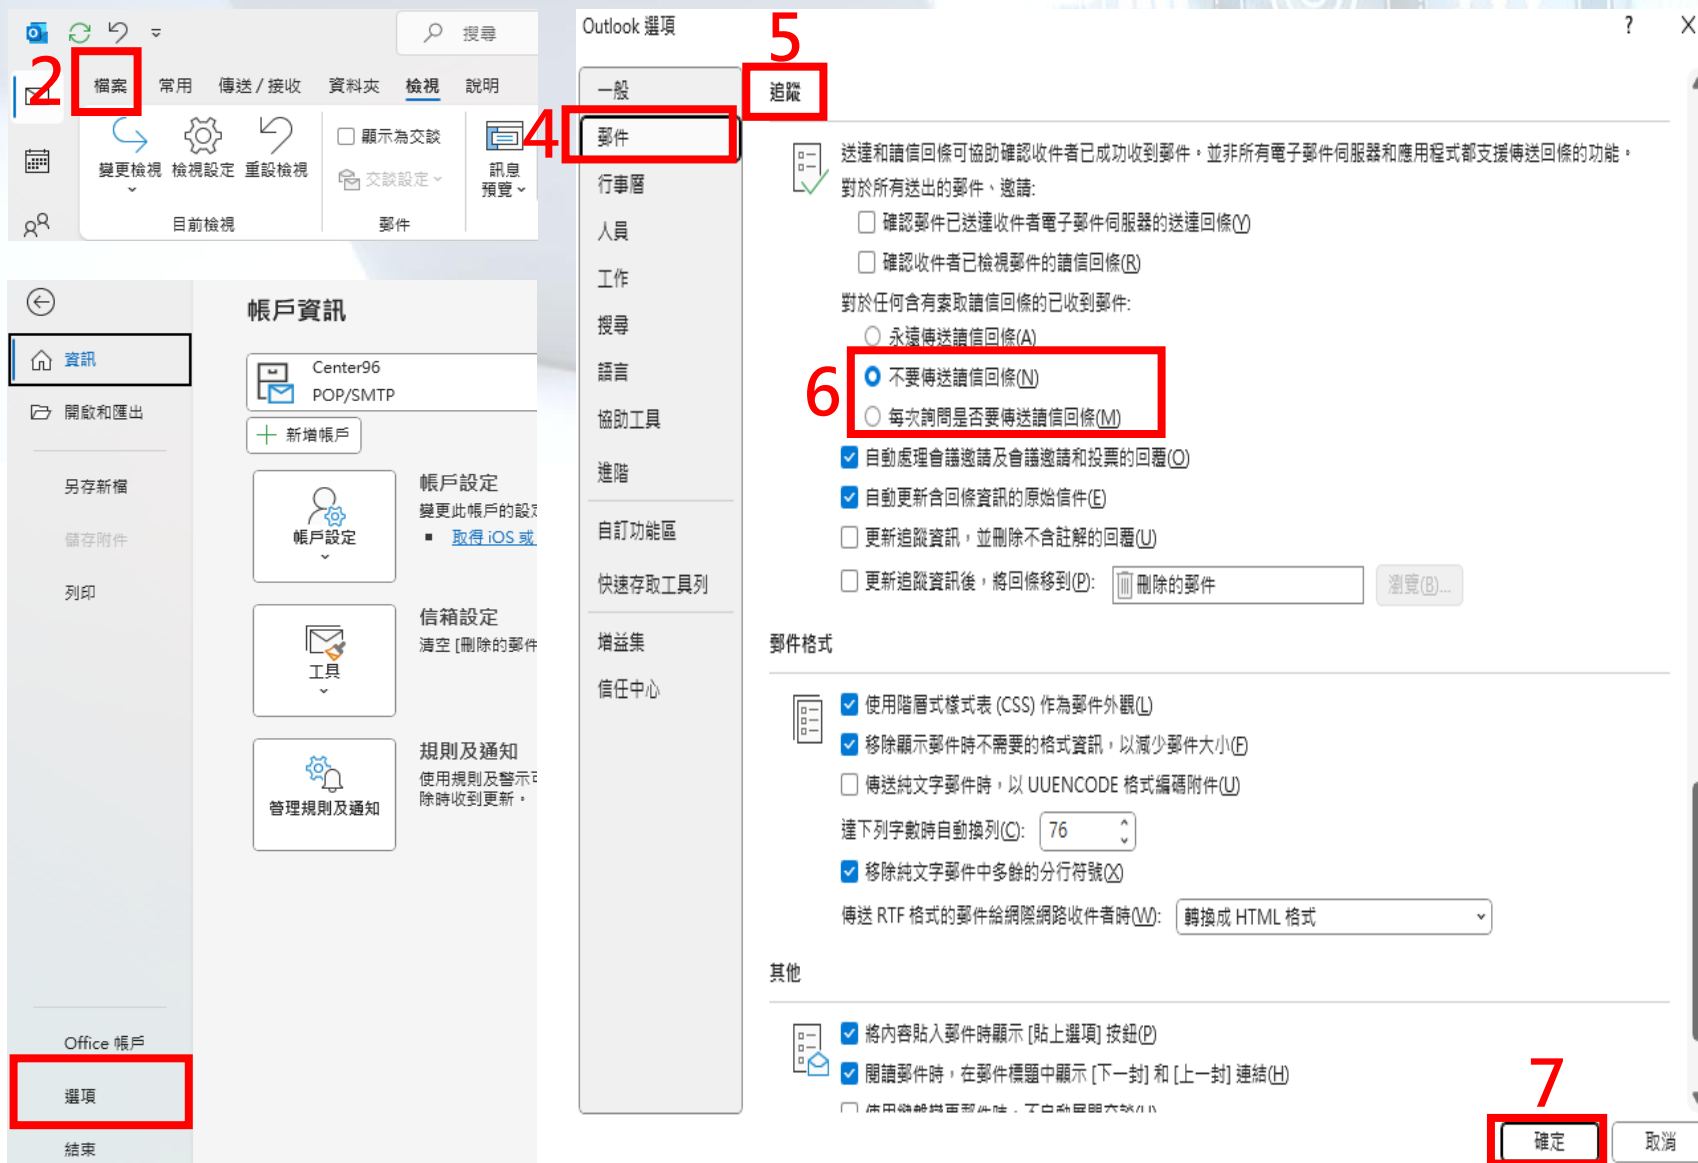 搜尋
2
檔案 常用 傳送 / 接收 資料夾 檢視 說明
變更檢視 檢視設定 重設檢視
顯示為交談
交談設定
訊息
預覽
目前檢視 郵件
帳戶資訊
資訊
Center96
POP/SMTP
開啟和匯出
新增帳戶
另存新檔
儲存附件
列印
帳戶設定
帳戶設定
變更此帳戶的設定
▪ 取得 iOS 或
工具
信箱設定
清空 [刪除的郵件
管理規則及通知
規則及通知
使用規則及警示可
除時收到更新。
Office 帳戶
選項
結束
Outlook 選項
? X
4
一般
郵件
行事曆
人員
工作
搜尋
語言
協助工具
進階
自訂功能區
快速存取工具列
增益集
信任中心
5
追蹤
送達和讀信回條可協助確認收件者已成功收到郵件。並非所有電子郵件伺服器和應用程式都支援傳送回條的功能。
對於所有送出的郵件、邀請:
確認郵件已送達收件者電子郵件伺服器的送達回條(Y)
確認收件者已檢視郵件的讀信回條(R)
對於任何含有索取讀信回條的已收到郵件:
永遠傳送讀信回條(A)
6
不要傳送讀信回條(N)
每次詢問是否要傳送讀信回條(M)
自動處理會議邀請及會議邀請和投票的回覆(O)
自動更新含回條資訊的原始信件(E)
更新追蹤資訊，並刪除不含註解的回覆(U)
更新追蹤資訊後，將回條移到(P): 刪除的郵件 瀏覽(B)...
郵件格式
使用階層式樣式表 (CSS) 作為郵件外觀(L)
移除顯示郵件時不需要的格式資訊，以減少郵件大小(F)
傳送純文字郵件時，以 UUENCODE 格式編碼附件(U)
達下列字數時自動換列(C): 76
移除純文字郵件中多餘的分行符號(X)
傳送 RTF 格式的郵件給網際網路收件者時(W): 轉換成 HTML 格式
其他
將內容貼入郵件時顯示 [貼上選項] 按鈕(P)
閱讀郵件時，在郵件標題中顯示 [下一封] 和 [上一封] 連結(H)
使用鍵盤變更郵件時，不自動展開交談(U)
7
確定 取消